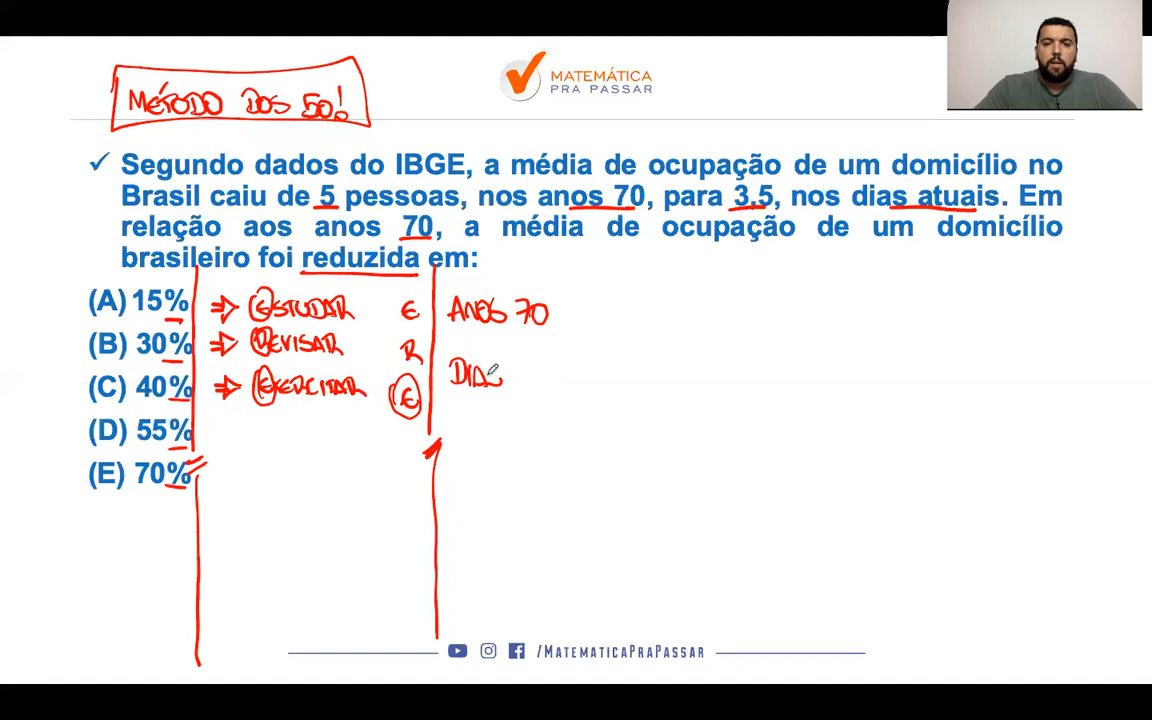 MÉTODO DOS 50!
MATEMÁTICA
PRA PASSAR
Segundo dados do IBGE, a média de ocupação de um domicílio no
Brasil caiu de 5 pessoas, nos anos 70, para 3,5, nos dias atuais. Em
relação aos anos 70, a média de ocupação de um domicílio
brasileiro foi reduzida em:
(A) 15%
(B) 30%
(C) 40%
(D) 55%
(E) 70%
⇒ ESTUDAR E
⇒ REVISAR R
⇒ EXERCITAR E
ANOS 70
DIAS
/MATEMATICAPRAPASSAR